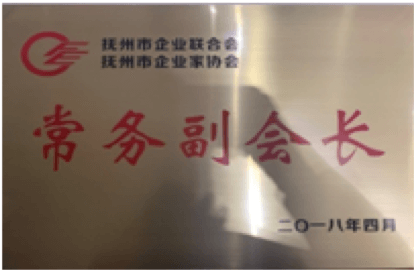 抚州市企业联合会
抚州市企业家协会
常务副会长
二〇一八年四月